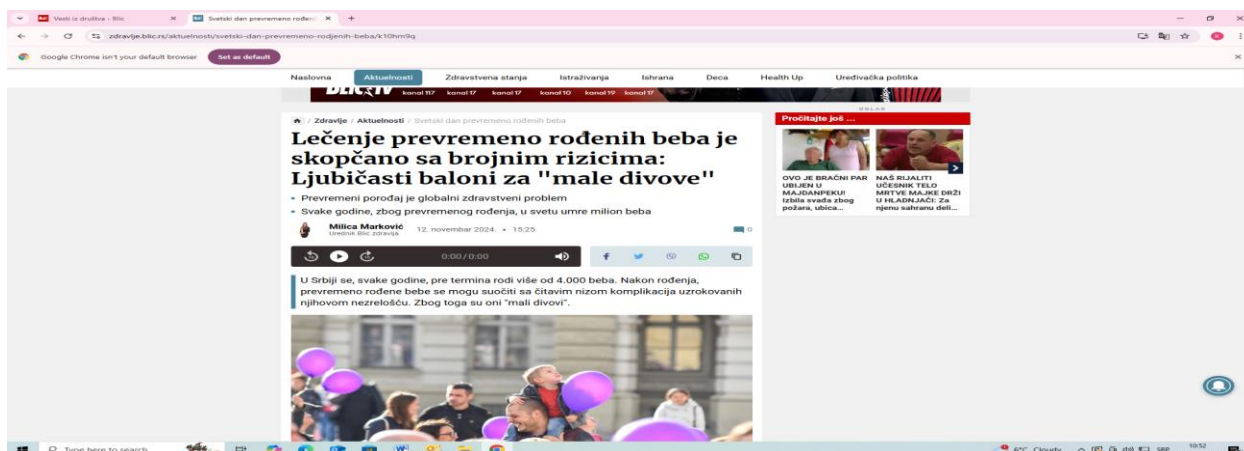 Vesti iz društva - Blic
Svetski dan prevremeno rođeni
zdravlje.blic.rs/aktuelnosti/svetski-dan-prevremeno-rodjenih-beba/k10hm9q
Google Chrome isn't your default browser
Set as default
Naslovna Aktuelnosti Zdravstvena stanja Istraživanja Ishrana Deca Health Up Uređivačka politika
BLIC TV kanal 117 kanal 17 kanal 17 kanal 10 kanal 19 kanal 17
OGLAS
/ Zdravlje / Aktuelnosti / Svetski dan prevremeno rođenih beba
Lečenje prevremeno rođenih beba je
skopčano sa brojnim rizicima:
Ljubičasti baloni za "male divove"
• Prevremeni porođaj je globalni zdravstveni problem
• Svake godine, zbog prevremenog rođenja, u svetu umre milion beba
Milica Marković
Urednik Blic zdravlja
12. novembar 2024. • 15:25
0
0:00 / 0:00
U Srbiji se, svake godine, pre termina rodi više od 4.000 beba. Nakon rođenja,
prevremeno rođene bebe se mogu suočiti sa čitavim nizom komplikacija uzrokovanih
njihovom nezrelošću. Zbog toga su oni "mali divovi".
Pročitajte još ...
OVO JE BRAČNI PAR
UBIJEN U
MAJDANPEKU!
Izbila svađa zbog
požara, ubica...
NAŠ RIJALITI
UČESNIK TELO
MRTVE MAJKE DRŽI
U HLADNJAČI: Za
njenu sahranu deli...
Type here to search
6°C Cloudy
SRP
10:52